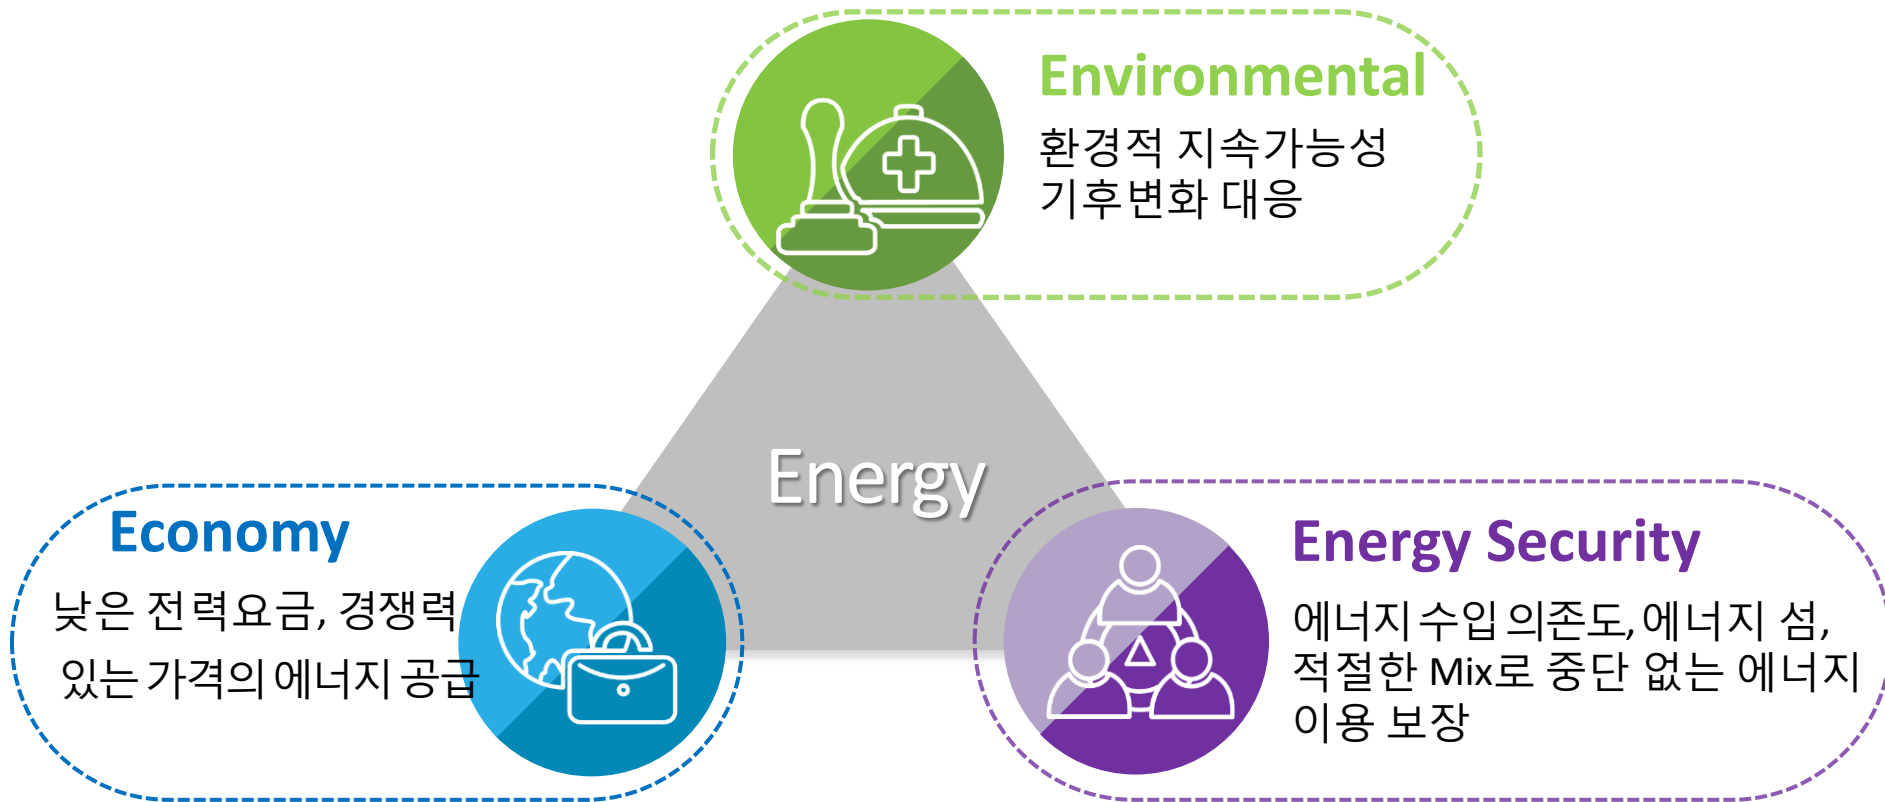 Environmental
환경적 지속가능성
기후변화 대응
Energy
Economy
낮은 전력요금, 경쟁력
있는 가격의 에너지 공급
Energy Security
에너지 수입 의존도, 에너지 섬,
적절한 Mix로 중단 없는 에너지
이용 보장